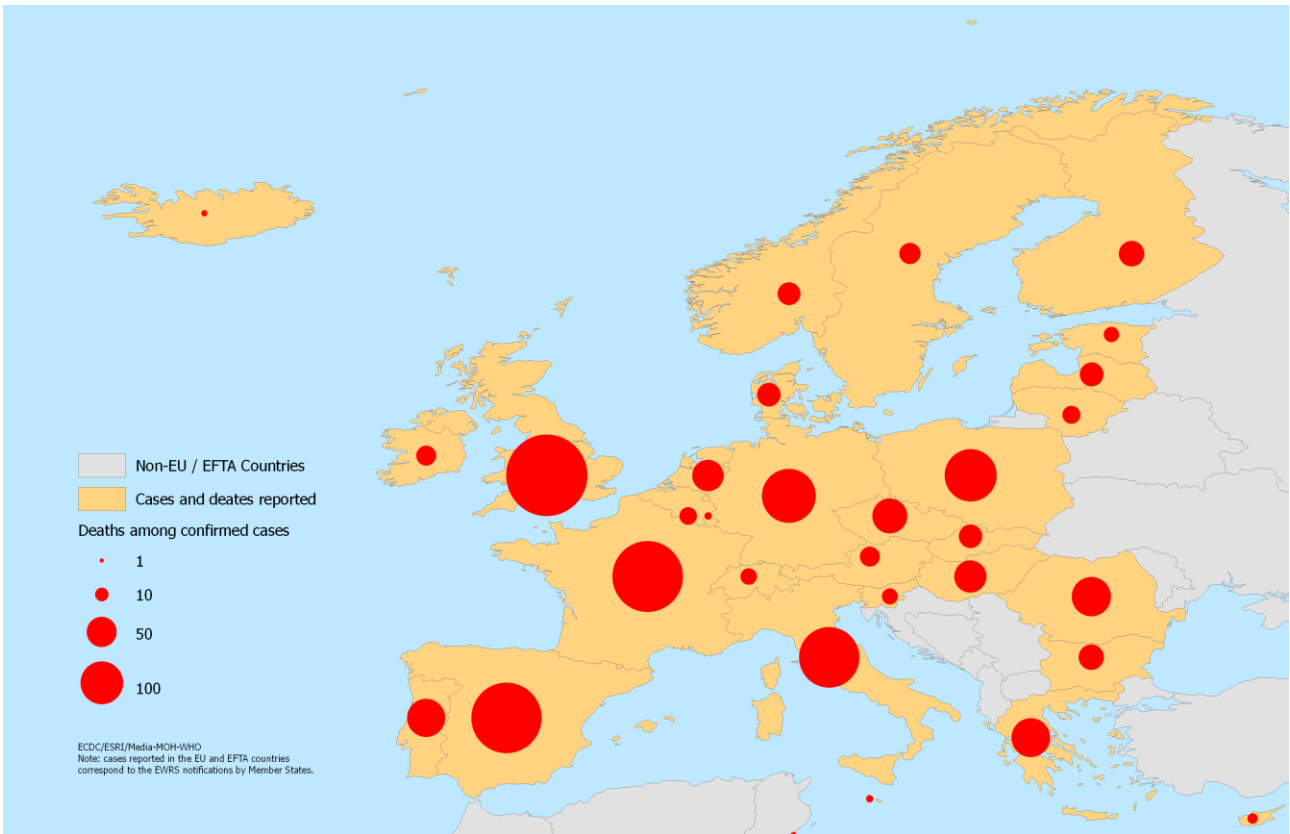 Non-EU / EFTA Countries
Cases and deates reported
Deaths among confirmed cases
1
10
50
100
ECDC/ESRI/Media-MOH-WHO
Note: cases reported in the EU and EFTA countries
correspond to the EWRS notifications by Member States.